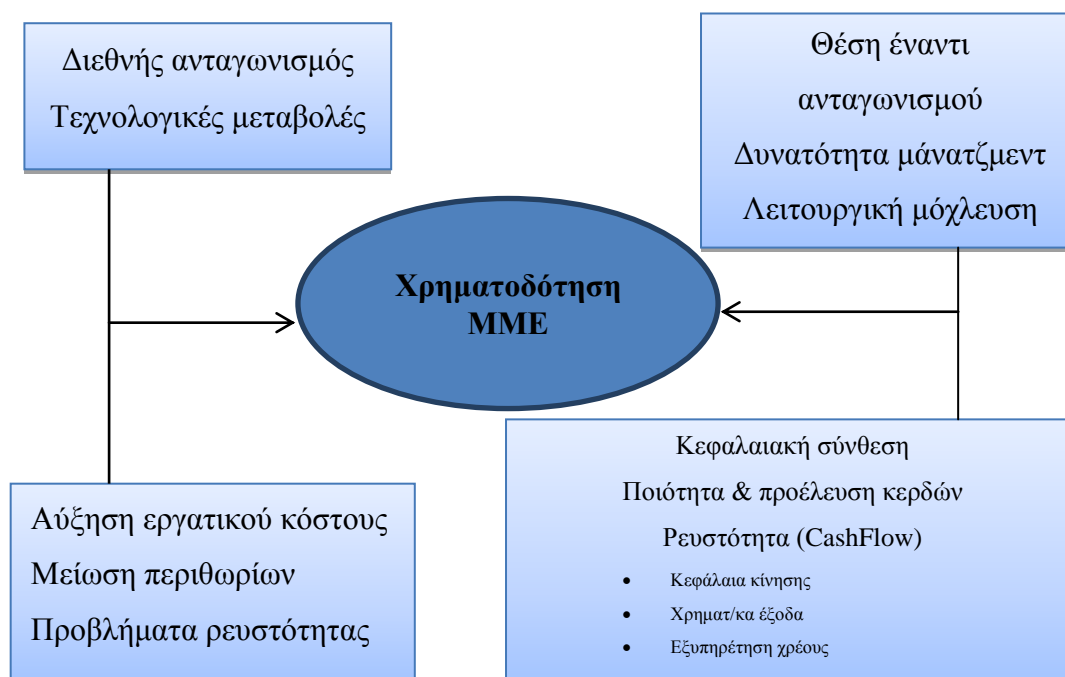 Διεθνής ανταγωνισμός
Τεχνολογικές μεταβολές
Θέση έναντι
ανταγωνισμού
Δυνατότητα μάνατζμεντ
Λειτουργική μόχλευση
Χρηματοδότηση
ΜΜΕ
Αύξηση εργατικού κόστους
Μείωση περιθωρίων
Προβλήματα ρευστότητας
Κεφαλαιακή σύνθεση
Ποιότητα & προέλευση κερδών
Ρευστότητα (CashFlow)
• Κεφάλαια κίνησης
• Χρηματ/κα έξοδα
• Εξυπηρέτηση χρέους